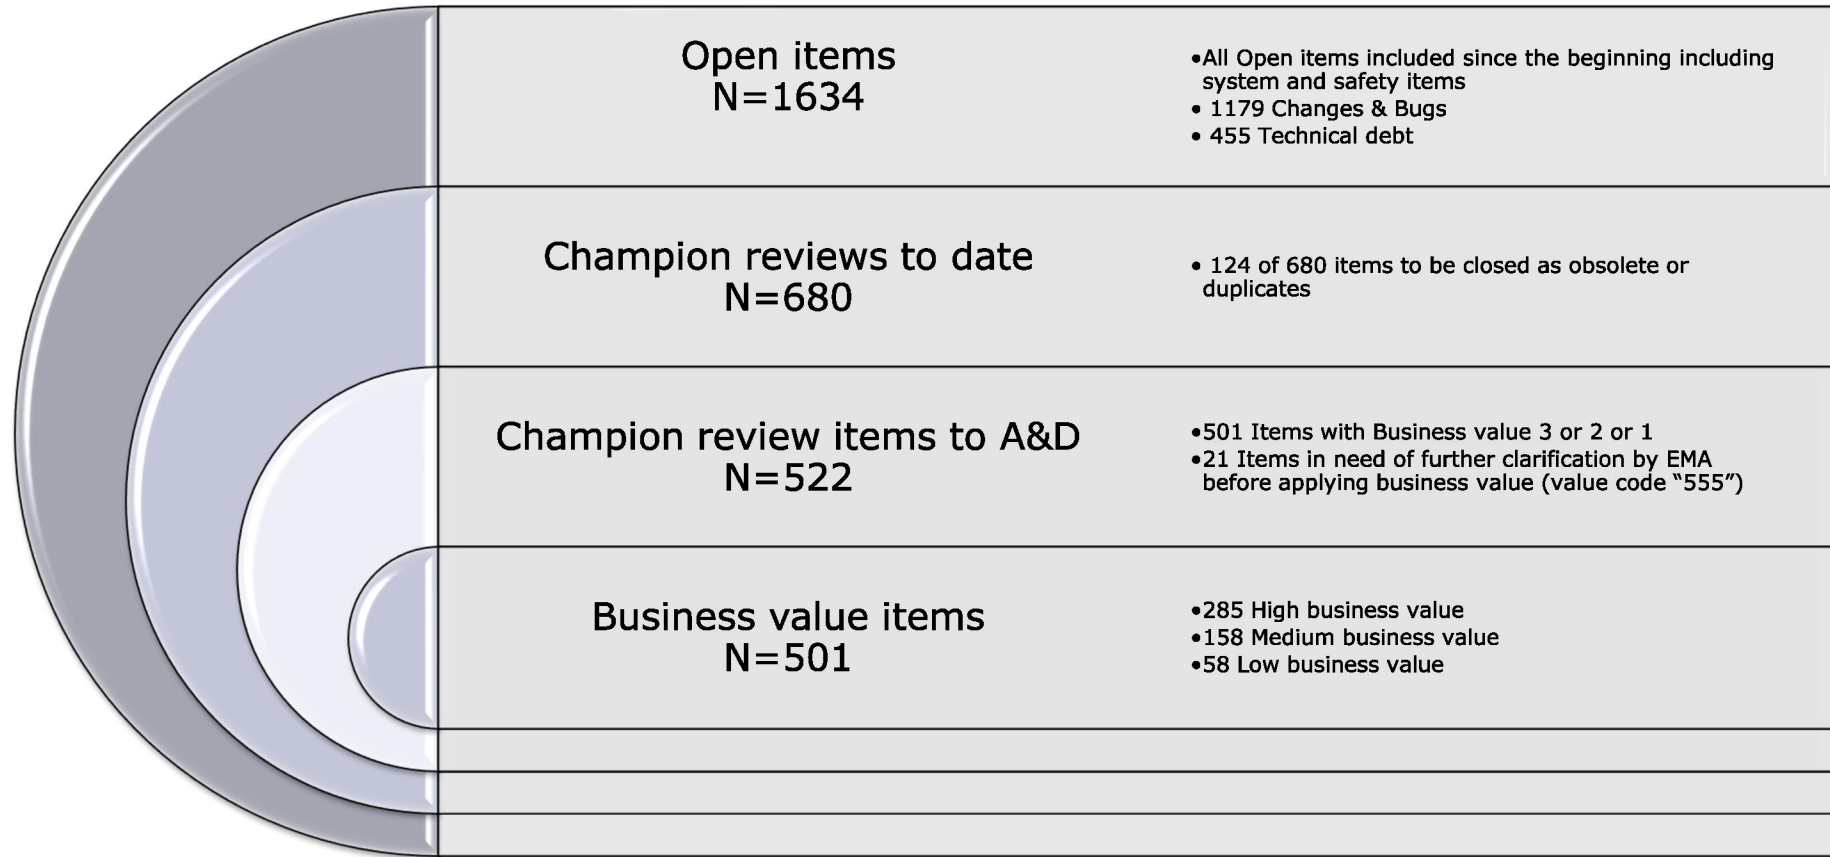 Open items
N=1634
•All Open items included since the beginning including
system and safety items
• 1179 Changes & Bugs
• 455 Technical debt
Champion reviews to date
N=680
• 124 of 680 items to be closed as obsolete or
duplicates
Champion review items to A&D
N=522
•501 Items with Business value 3 or 2 or 1
•21 Items in need of further clarification by EMA
before applying business value (value code “555”)
Business value items
N=501
•285 High business value
•158 Medium business value
•58 Low business value